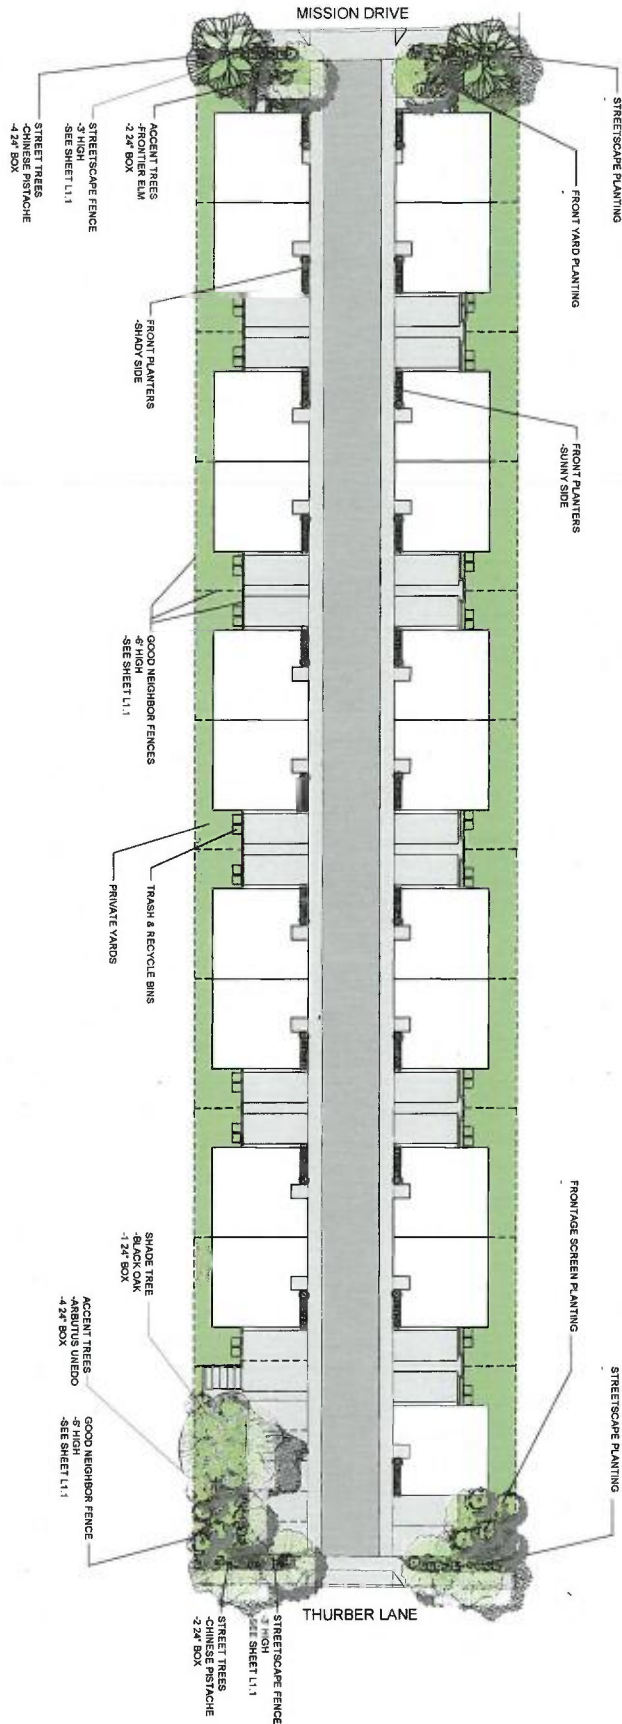 MISSION DRIVE
STREETSCAPE PLANTING
FRONT YARD PLANTING
STREET TREES
-CHINESE PISTACHE
-4 24" BOX
STREETSCAPE FENCE
-3' HIGH
-SEE SHEET L1.1
ACCENT TREES
-FRONTIER ELM
-2 24" BOX
FRONT PLANTERS
-SHADY SIDE
FRONT PLANTERS
-SUNNY SIDE
GOOD NEIGHBOR FENCES
-6' HIGH
-SEE SHEET L1.1
TRASH & RECYCLE BINS
PRIVATE YARDS
FRONTAGE SCREEN PLANTING
STREETSCAPE PLANTING
SHADE TREE
-BLACK OAK
-1 24" BOX
ACCENT TREES
-ARBUTUS UNEDO
-4 24" BOX
GOOD NEIGHBOR FENCE
-6' HIGH
-SEE SHEET L1.1
STREET TREES
-CHINESE PISTACHE
-2 24" BOX
STREETSCAPE FENCE
-3' HIGH
-SEE SHEET L1.1
THURBER LANE